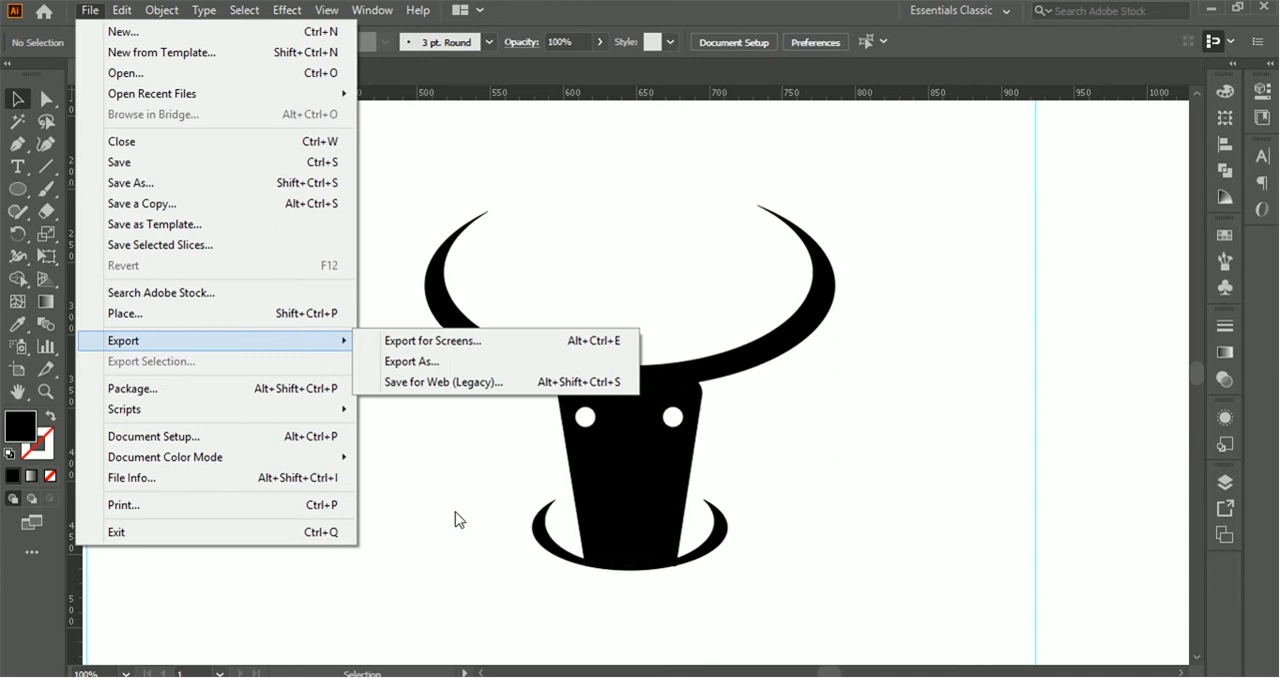 Ai File Edit Object Type Select Effect View Window Help Essentials Classic Search Adobe Stock
No Selection 3 pt. Round Opacity: 100% Style: Document Setup Preferences
New... Ctrl+N
New from Template... Shift+Ctrl+N
Open... Ctrl+O
Open Recent Files
Browse in Bridge... Alt+Ctrl+O
Close Ctrl+W
Save Ctrl+S
Save As... Shift+Ctrl+S
Save a Copy... Alt+Ctrl+S
Save as Template...
Save Selected Slices...
Revert F12
Search Adobe Stock...
Place... Shift+Ctrl+P
Export
Export Selection...
Package... Alt+Shift+Ctrl+P
Scripts
Document Setup... Alt+Ctrl+P
Document Color Mode
File Info... Alt+Shift+Ctrl+I
Print... Ctrl+P
Exit Ctrl+Q
Export for Screens... Alt+Ctrl+E
Export As...
Save for Web (Legacy)... Alt+Shift+Ctrl+S
500 550 600 650 700 750 800 850 900 950 1000
100% 1 Selection